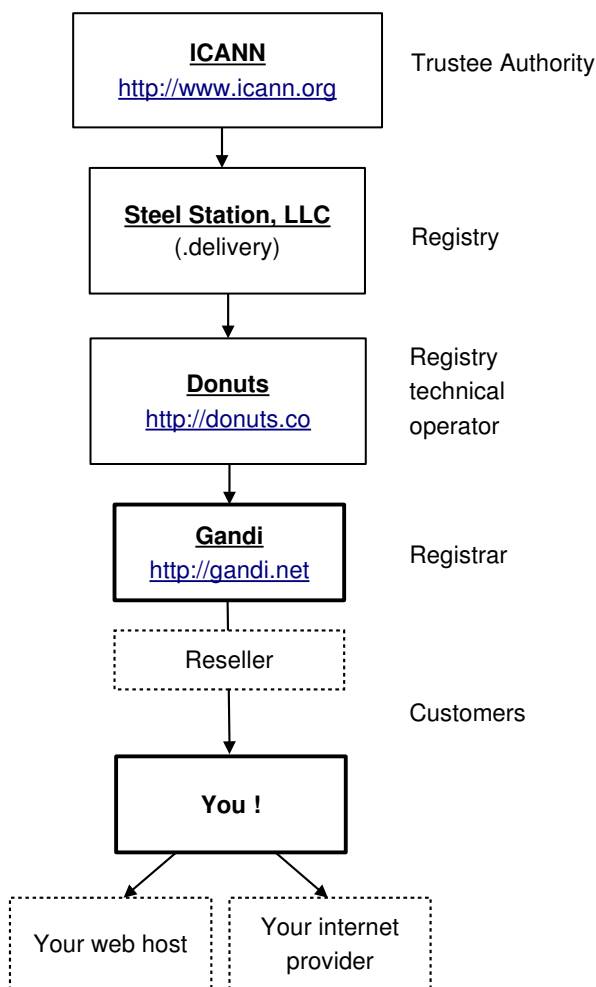 ICANN
http://www.icann.org
Trustee Authority
Steel Station, LLC
(.delivery)
Registry
Donuts
http://donuts.co
Registry
technical
operator
Gandi
http://gandi.net
Registrar
Reseller
Customers
You !
Your web host
Your internet
provider